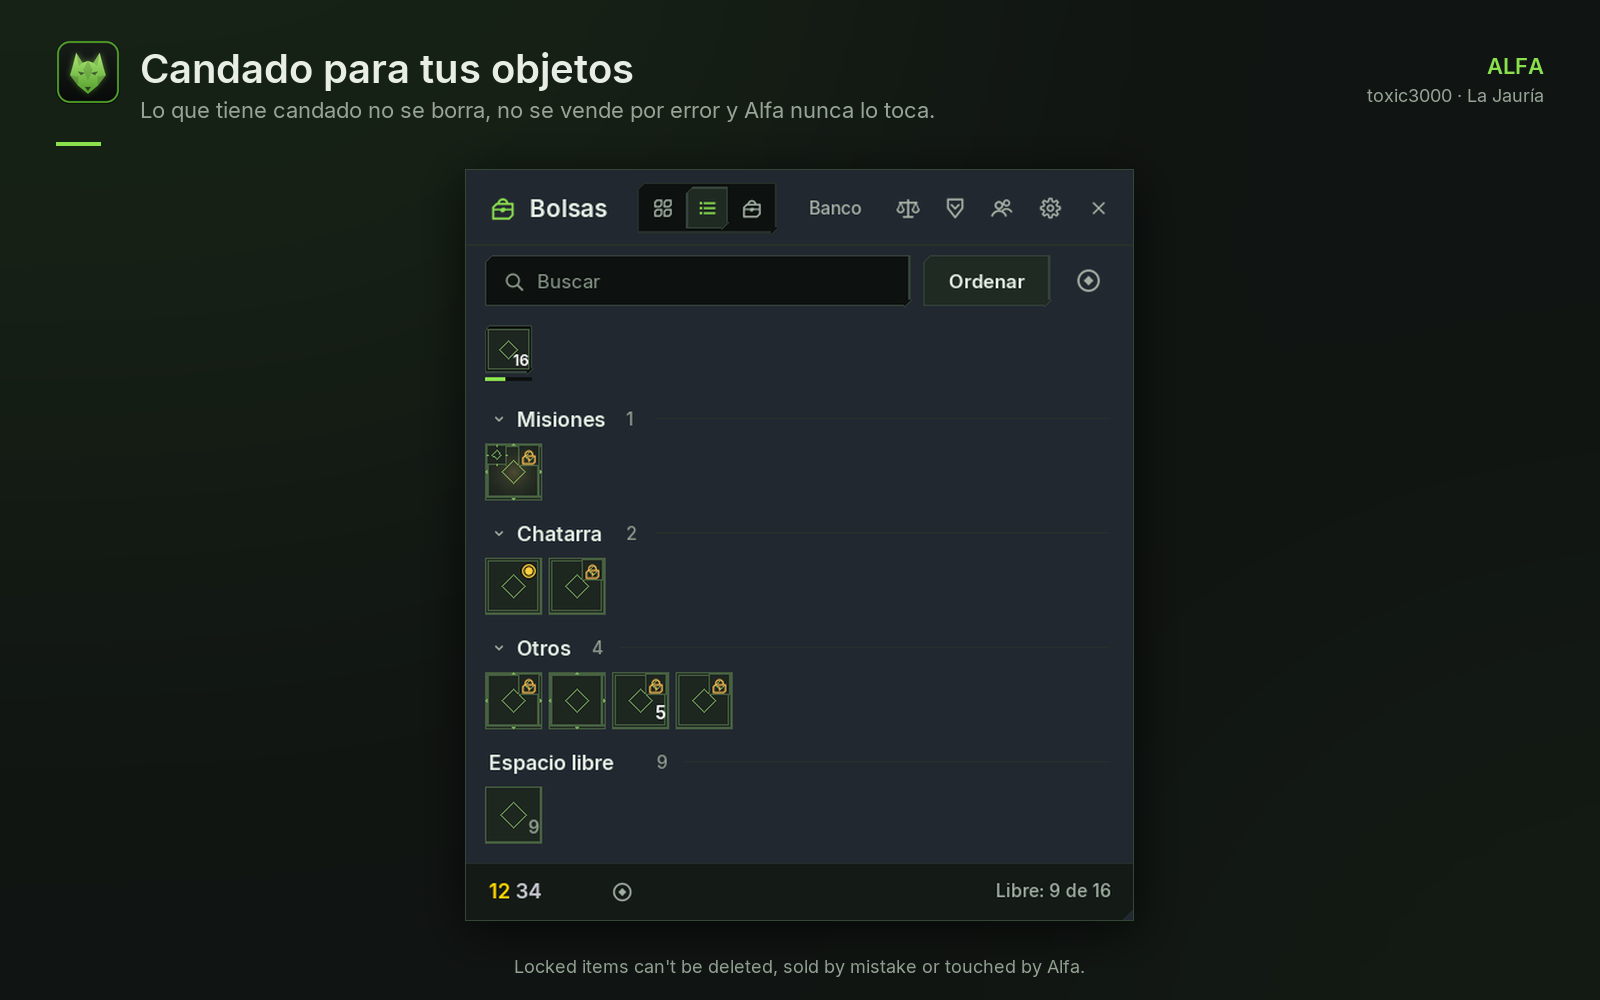 Candado para tus objetos
Lo que tiene candado no se borra, no se vende por error y Alfa nunca lo toca.
ALFA
toxic3000 · La Jauría
Bolsas
Banco
Buscar
Ordenar
16
Misiones 1
Chatarra 2
Otros 4
5
Espacio libre 9
9
12 34
Libre: 9 de 16
Locked items can't be deleted, sold by mistake or touched by Alfa.